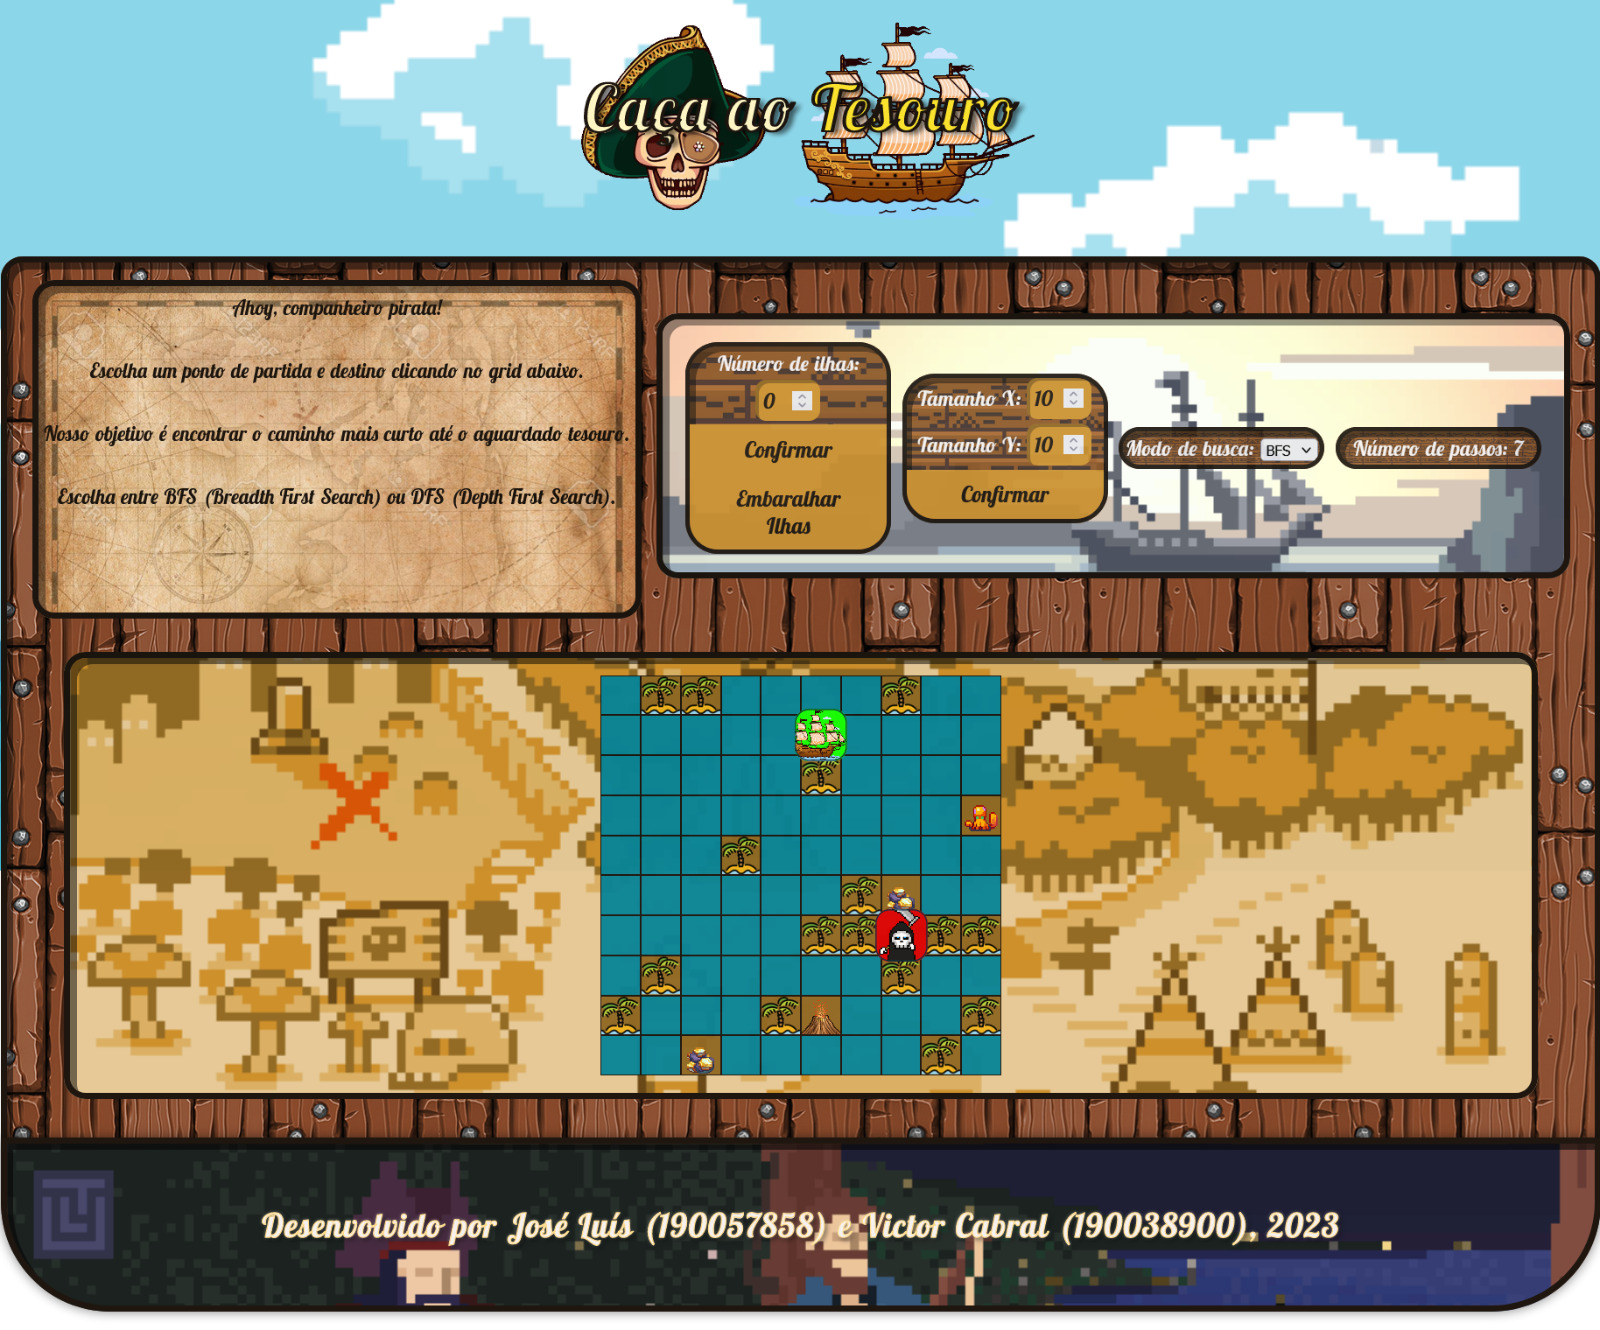 Caça ao Tesouro
Ahoy, companheiro pirata!
Escolha um ponto de partida e destino clicando no grid abaixo.
Nosso objetivo é encontrar o caminho mais curto até o aguardado tesouro.
Escolha entre BFS (Breadth First Search) ou DFS (Depth First Search).
Número de ilhas:
0
Confirmar
Embaralhar
Ilhas
Tamanho X: 10
Tamanho Y: 10
Confirmar
Modo de busca: BFS
Número de passos: 7
Desenvolvido por José Luís (190057858) e Victor Cabral (190038900), 2023